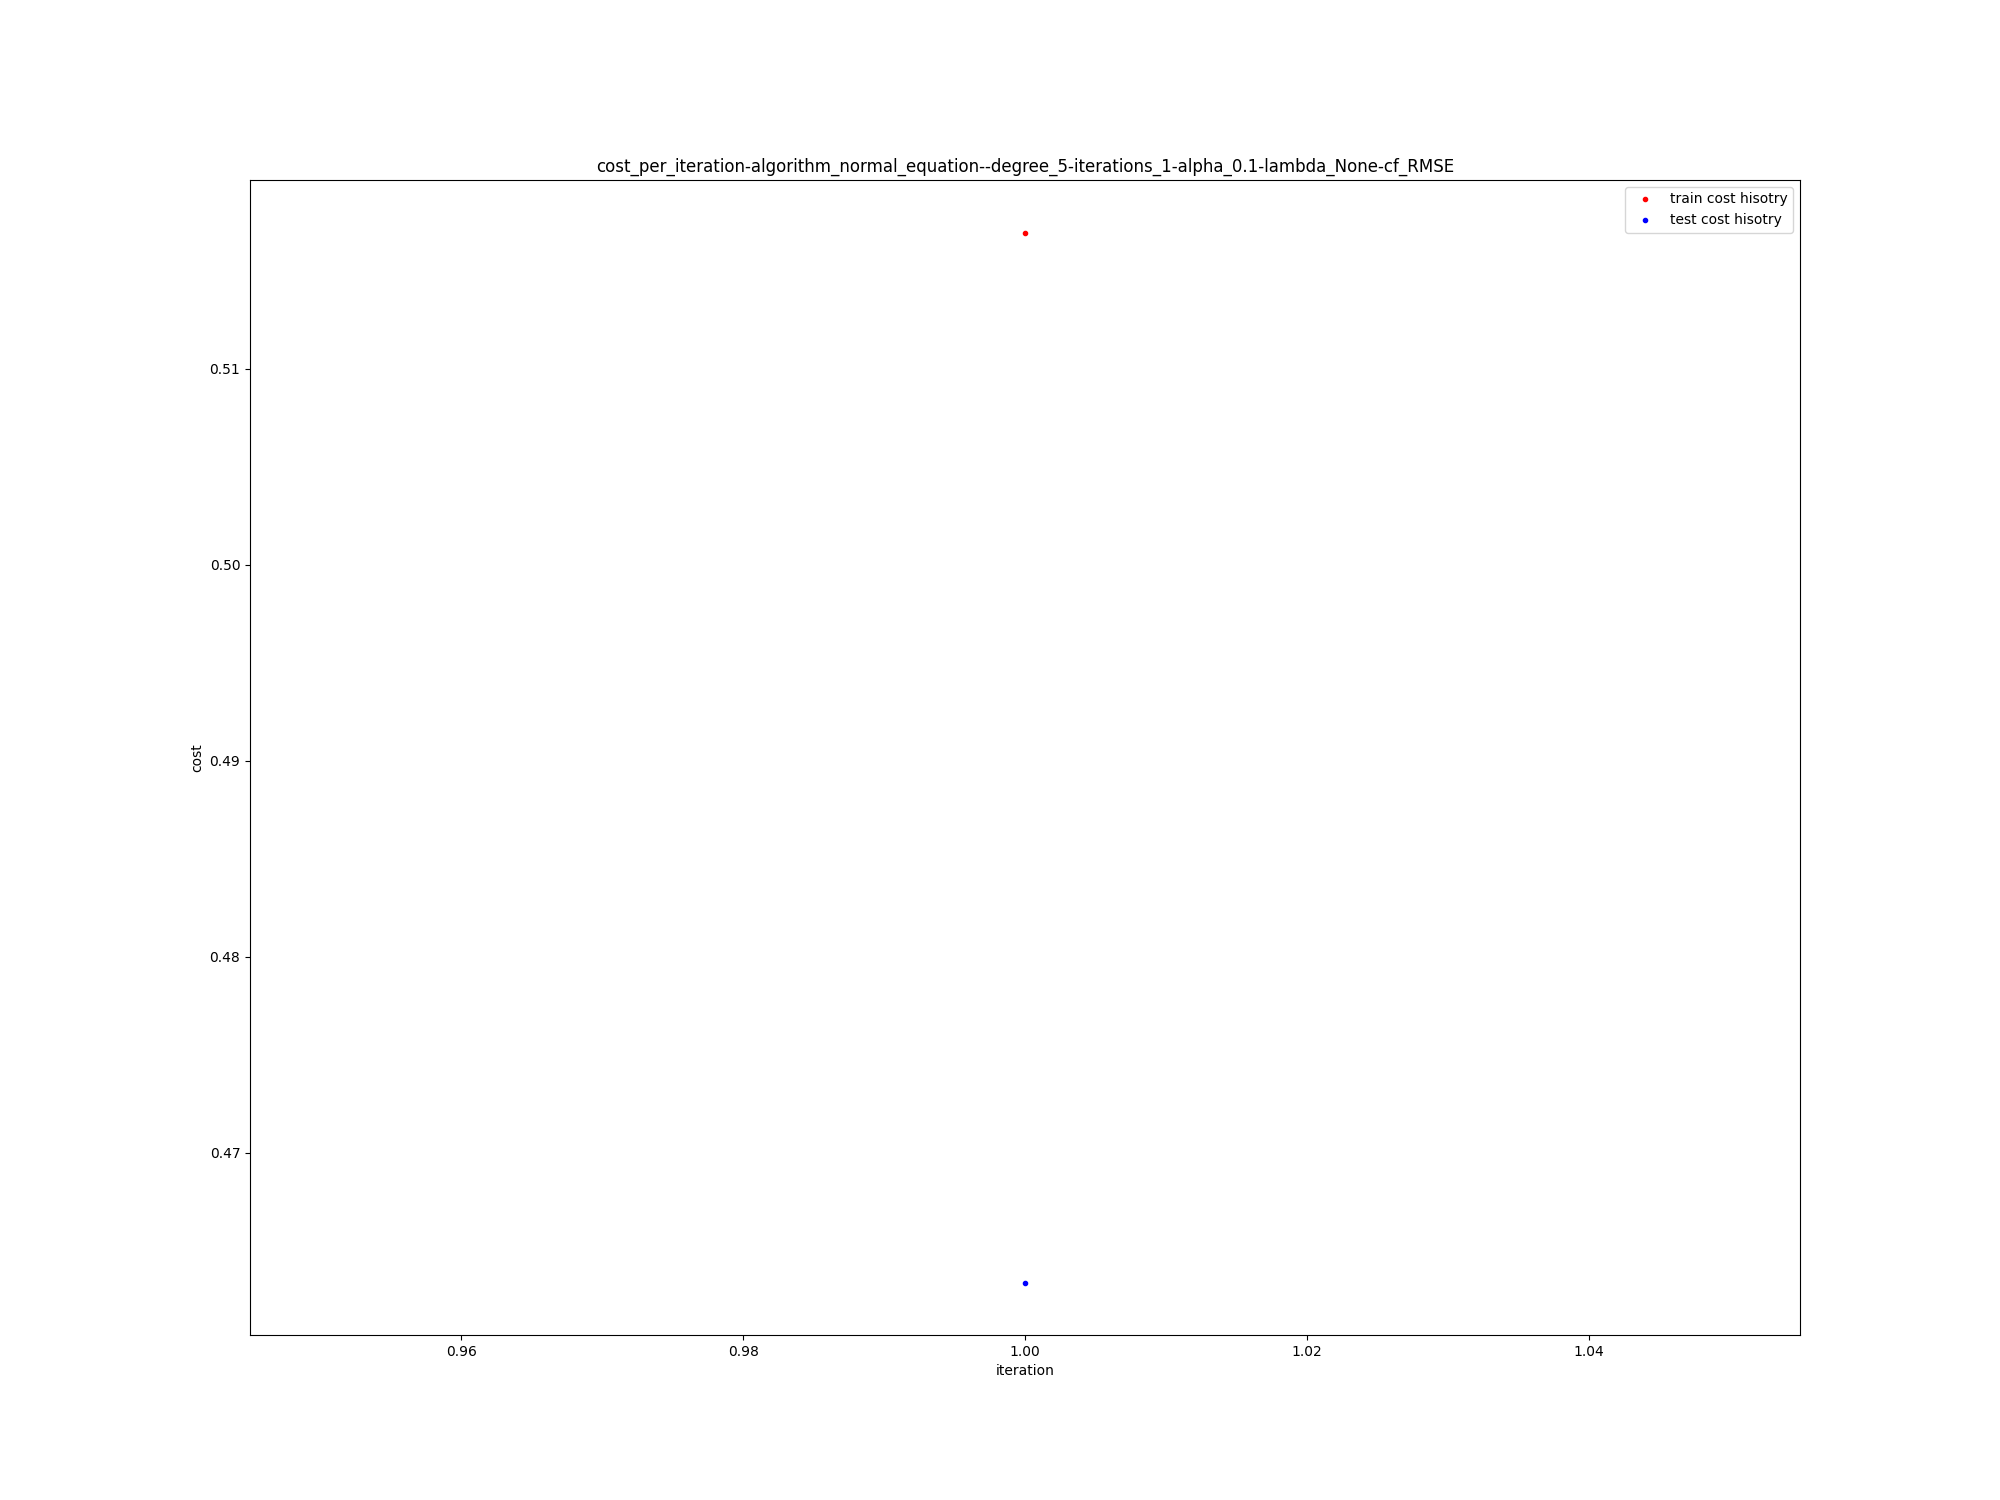 cost_per_iteration-algorithm_normal_equation--degree_5-iterations_1-alpha_0.1-lambda_None-cf_RMSE
train cost hisotry
test cost hisotry
0.51
0.50
0.49
0.48
0.47
cost
0.96 0.98 1.00 1.02 1.04
iteration